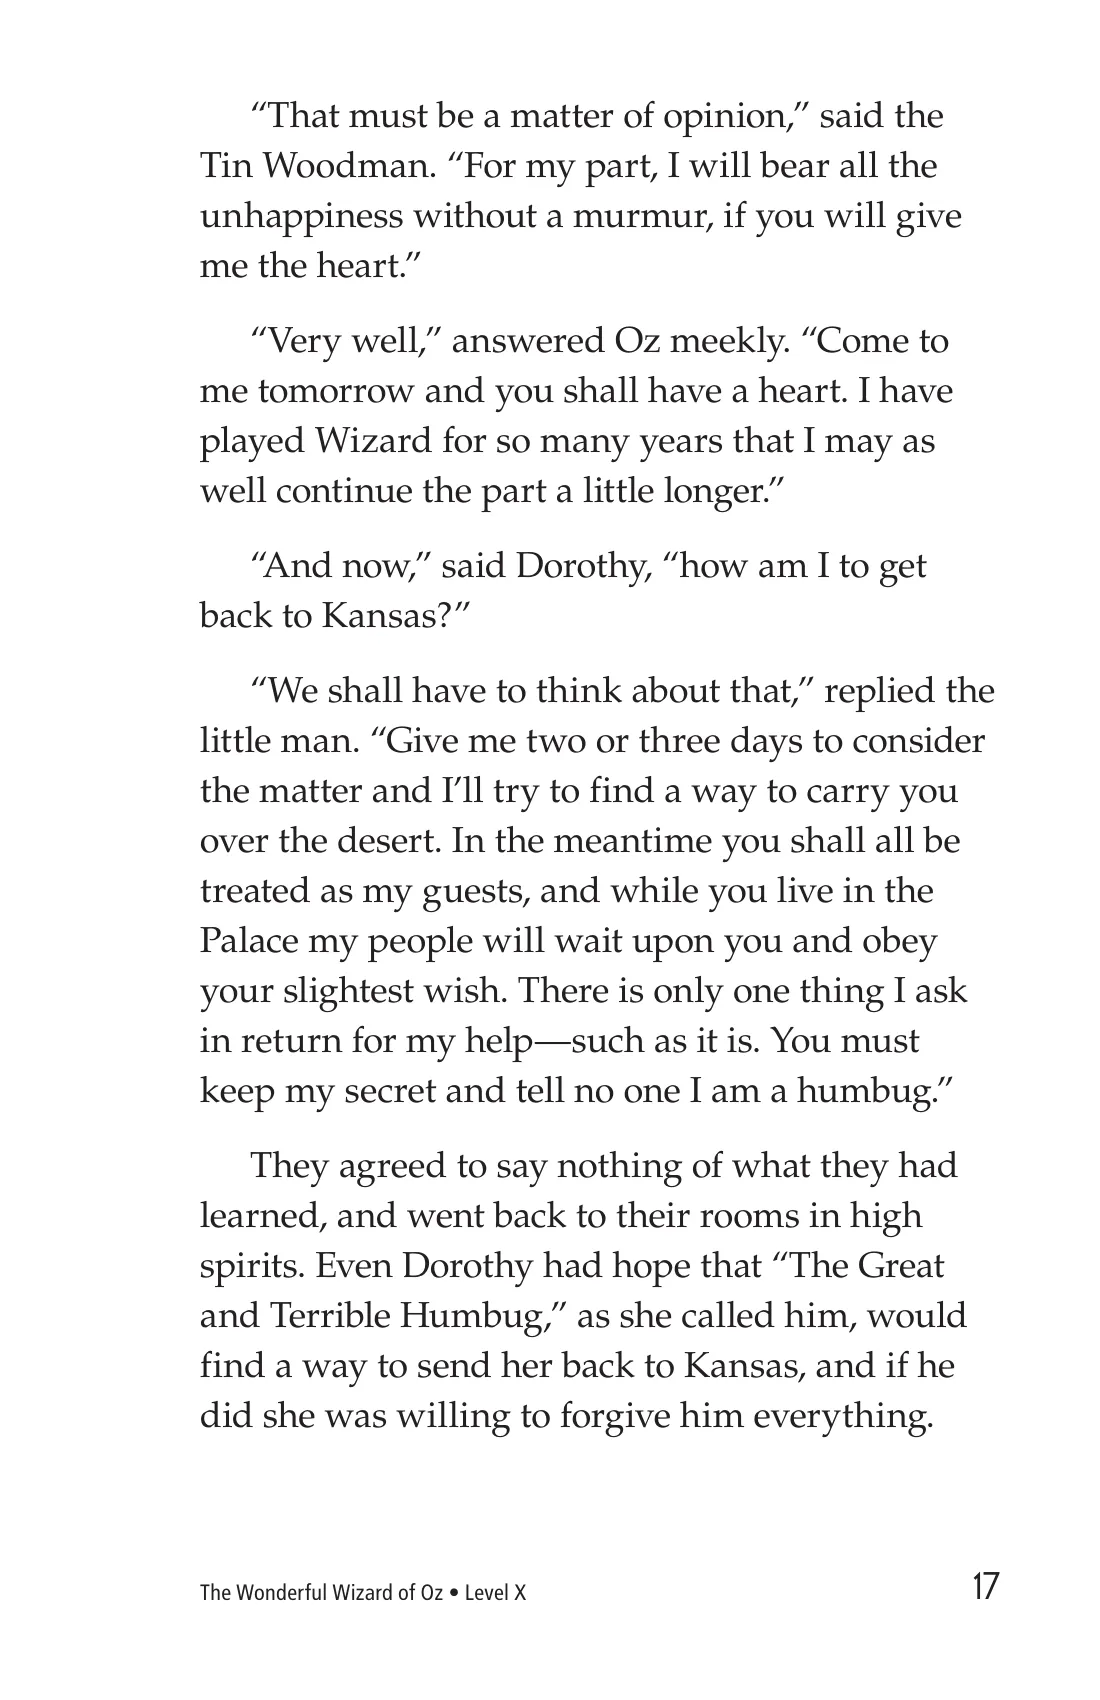 “That must be a matter of opinion,” said the
Tin Woodman. “For my part, I will bear all the
unhappiness without a murmur, if you will give
me the heart.”
“Very well,” answered Oz meekly. “Come to
me tomorrow and you shall have a heart. I have
played Wizard for so many years that I may as
well continue the part a little longer.”
“And now,” said Dorothy, “how am I to get
back to Kansas?”
“We shall have to think about that,” replied the
little man. “Give me two or three days to consider
the matter and I’ll try to find a way to carry you
over the desert. In the meantime you shall all be
treated as my guests, and while you live in the
Palace my people will wait upon you and obey
your slightest wish. There is only one thing I ask
in return for my help—such as it is. You must
keep my secret and tell no one I am a humbug.”
They agreed to say nothing of what they had
learned, and went back to their rooms in high
spirits. Even Dorothy had hope that “The Great
and Terrible Humbug,” as she called him, would
find a way to send her back to Kansas, and if he
did she was willing to forgive him everything.
The Wonderful Wizard of Oz • Level X
17